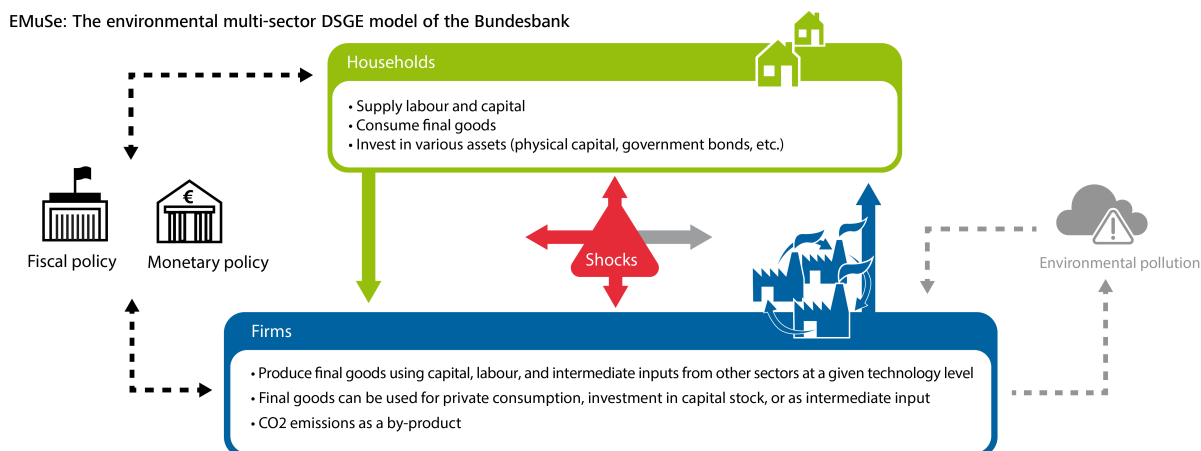 EMuSe: The environmental multi-sector DSGE model of the Bundesbank
Households
• Supply labour and capital
• Consume final goods
• Invest in various assets (physical capital, government bonds, etc.)
€
Fiscal policy
Monetary policy
Shocks
Environmental pollution
Firms
• Produce final goods using capital, labour, and intermediate inputs from other sectors at a given technology level
• Final goods can be used for private consumption, investment in capital stock, or as intermediate input
• CO2 emissions as a by-product